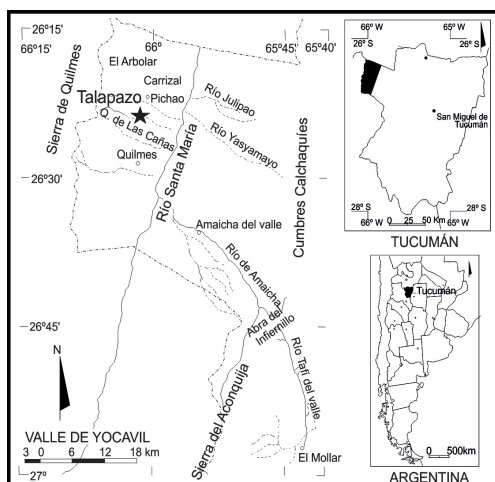 26º15'
26º15'
66º
65º45'
65º40'
El Arbolar
Carrizal
Pichao
Talapazo
Sierra de Quilmes
Q. de Las Cañas
Quilmes
Río Julipao
Río Yasyamayo
26º30'
Río Santa María
Cumbres Calchaquíes
Amaicha del valle
Río de Amaicha
26º45'
Abra del
Infiernillo
Río Tafí del valle
Sierra del Aconquija
N
VALLE DE YOCAVIL
3 0 6 12 18 km
27º
El Mollar
66º W
65º W
26º S
26º S
San Miguel de
Tucumán
28º S
28º S
66º W
65º W
0 25 50 Km
TUCUMÁN
Tucumán
0 500km
ARGENTINA